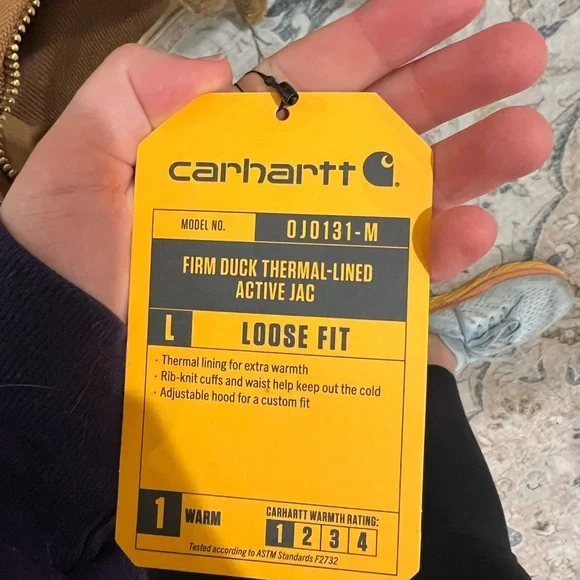 carhartt
MODEL NO. OJ0131-M
FIRM DUCK THERMAL-LINED
ACTIVE JAC
L LOOSE FIT
· Thermal lining for extra warmth
· Rib-knit cuffs and waist help keep out the cold
· Adjustable hood for a custom fit
1 WARM
CARHARTT WARMTH RATING:
1 2 3 4
Tested according to ASTM Standards F2732